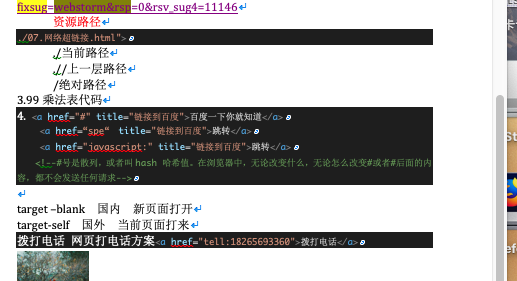 fixsug=webstorm&rsp=0&rsv_sug4=11146
资源路径
./07.网络超链接.html">
./当前路径
.//上一层路径
/绝对路径
3.99 乘法表代码
4. <a href="#" title="链接到百度">百度一下你就知道</a>
<a href="spe" title="链接到百度">跳转</a>
<a href="javascript:" title="链接到百度">跳转</a>
<!--#号是散列，或者叫hash 哈希值。在浏览器中，无论改变什么，无论怎么改变#或者#后面的内
容，都不会发送任何请求-->
target –blank 国内 新页面打开
target-self 国外 当前页面打来
拨打电话 网页打电话方案<a href="tell:18265693360">拨打电话</a>